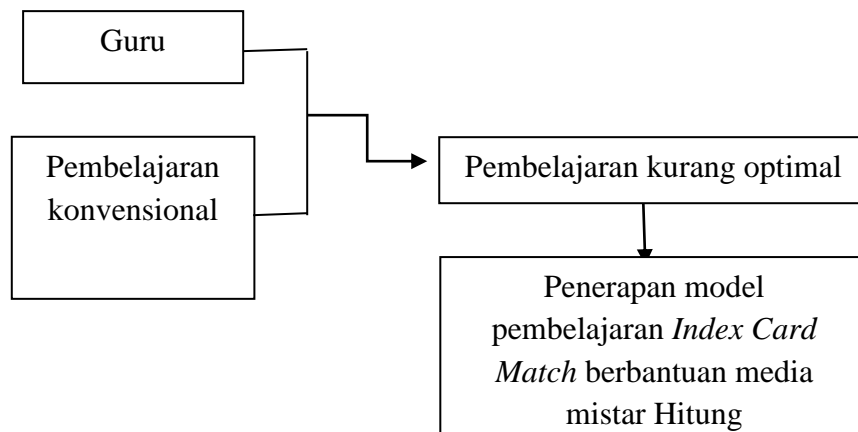 Guru
Pembelajaran
konvensional
Pembelajaran kurang optimal
Penerapan model
pembelajaran Index Card
Match berbantuan media
mistar Hitung